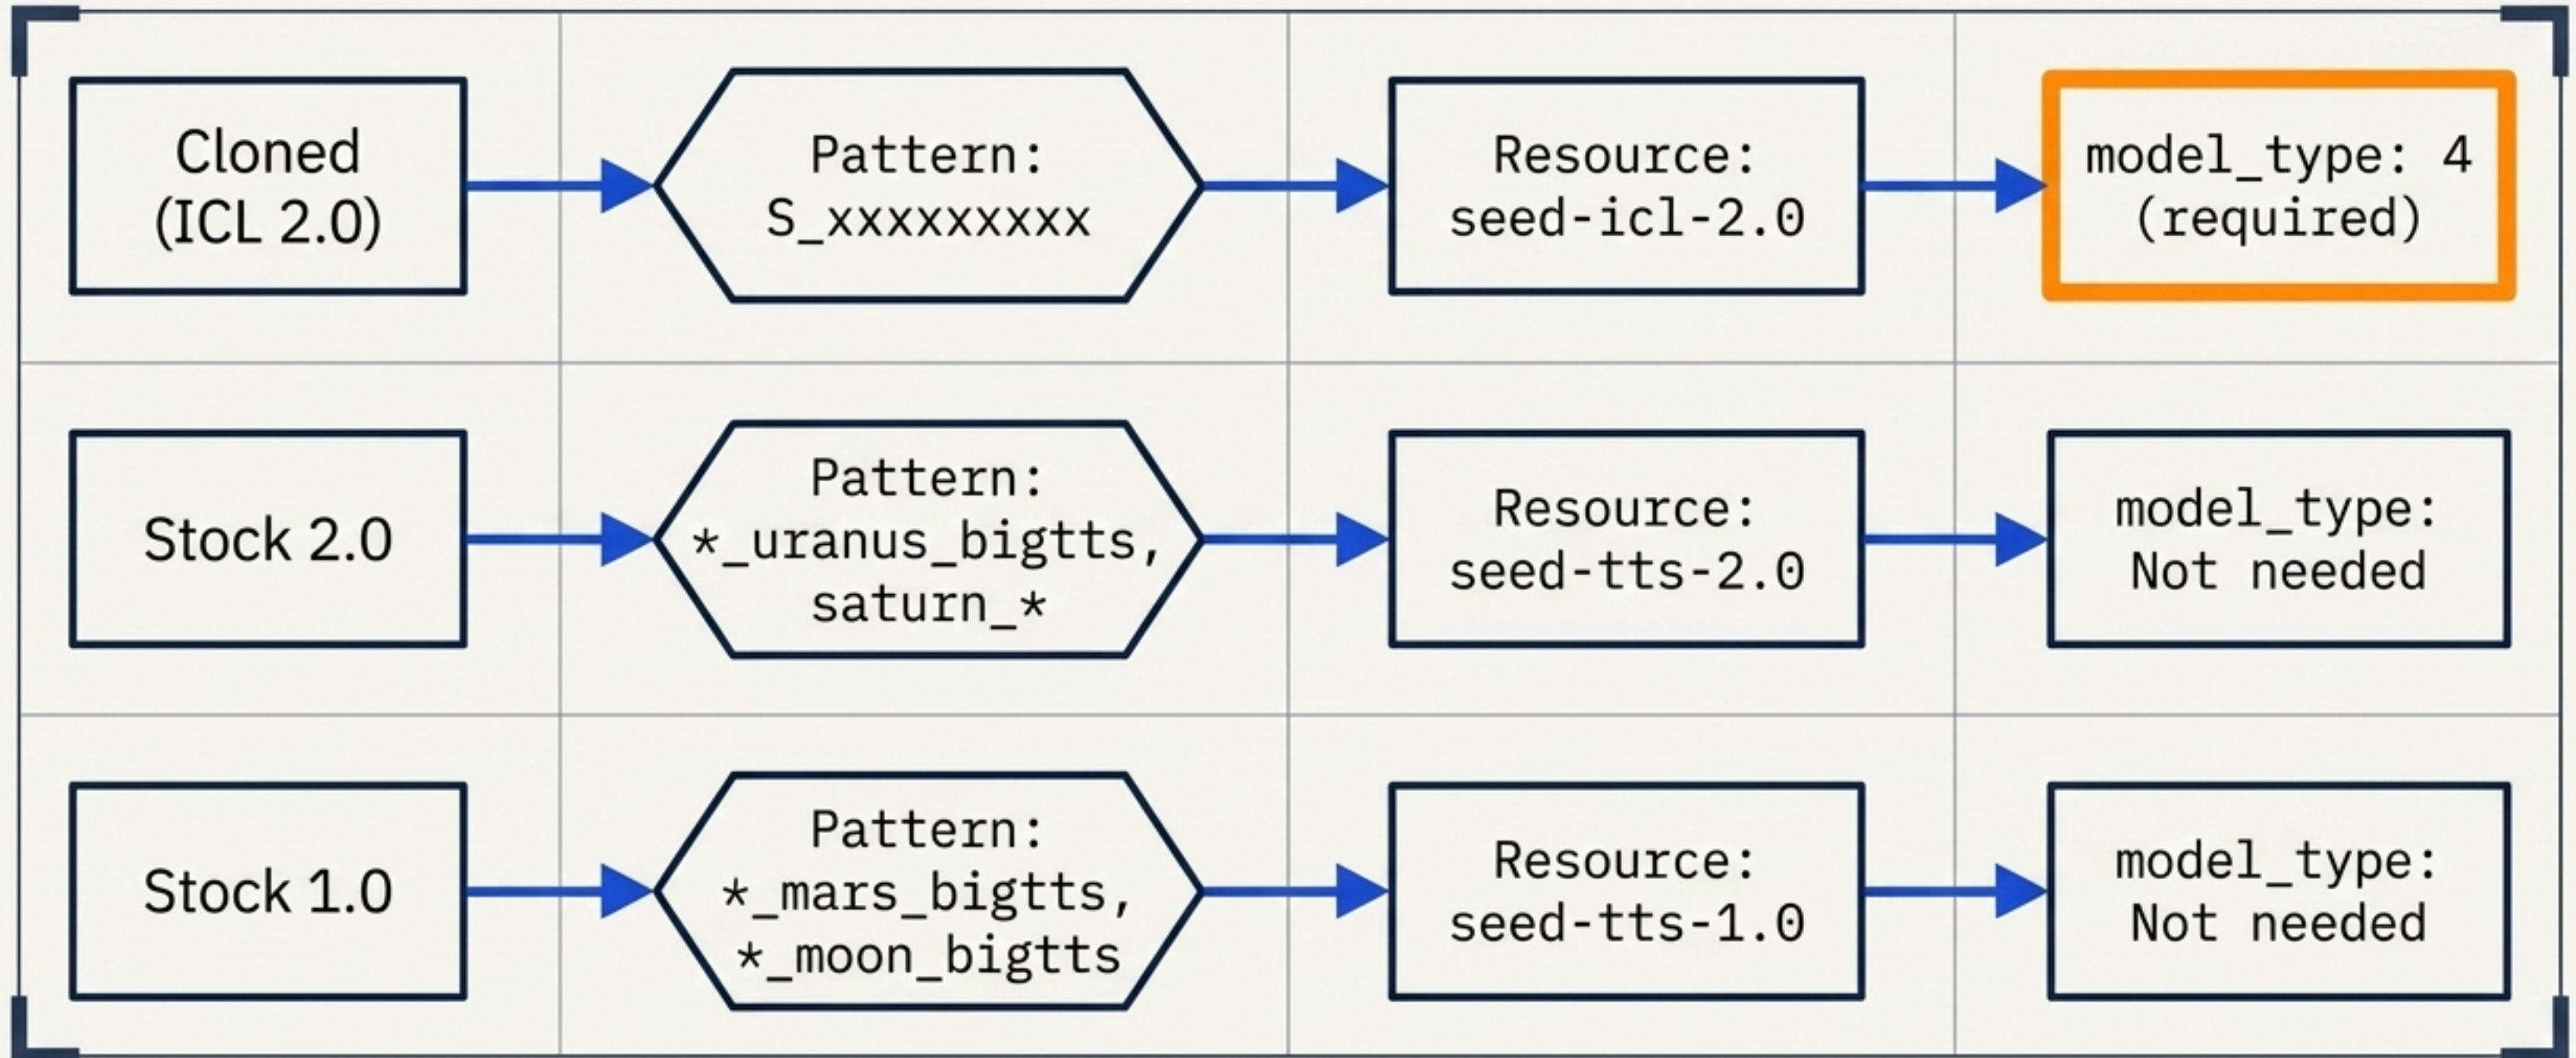 Cloned
(ICL 2.0)
Pattern:
S_xxxxxxxxx
Resource:
seed-icl-2.0
model_type: 4
(required)
Stock 2.0
Pattern:
*_uranus_bigtts,
saturn_*
Resource:
seed-tts-2.0
model_type:
Not needed
Stock 1.0
Pattern:
*_mars_bigtts,
*_moon_bigtts
Resource:
seed-tts-1.0
model_type:
Not needed